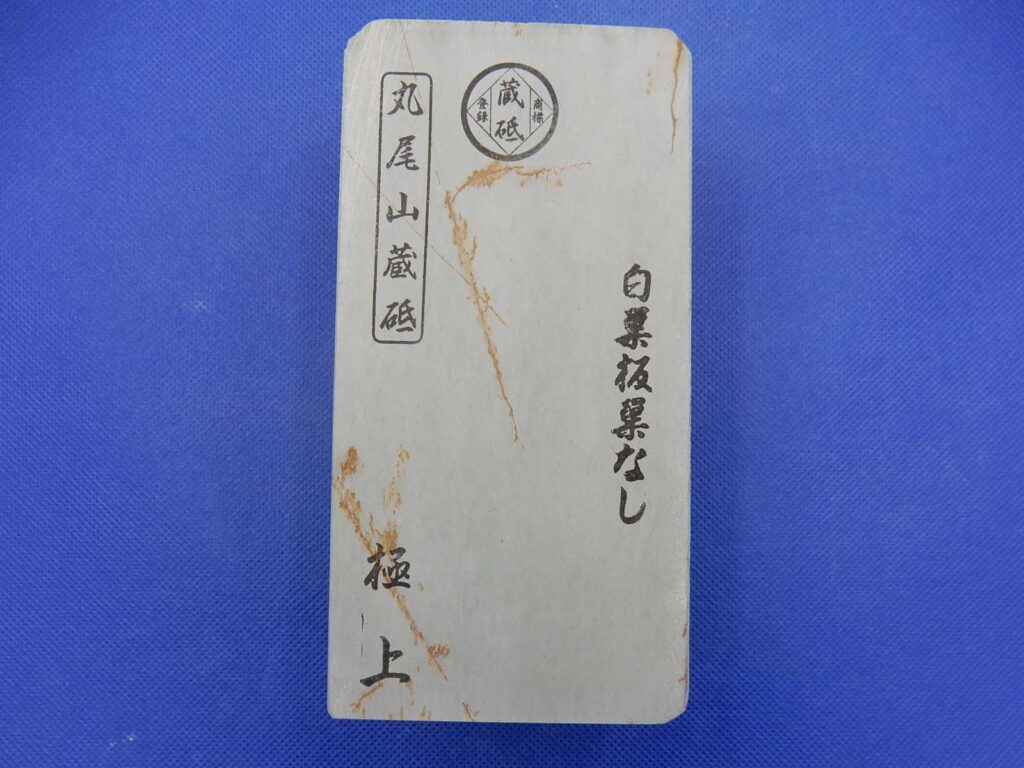 白巣板巣なし
蔵砥
商標
登録
丸尾山蔵砥
極上